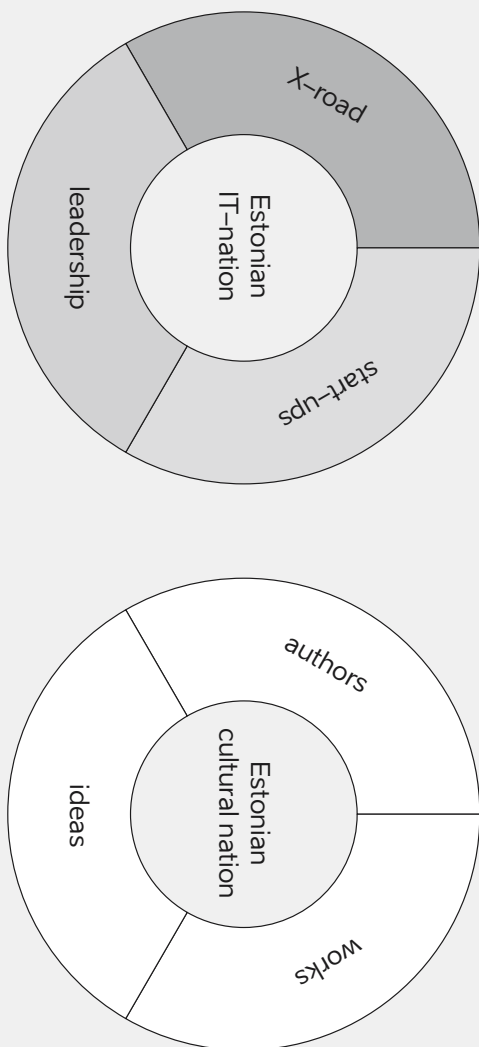 X–road
Estonian
IT–nation
leadership
start–ups
authors
Estonian
cultural nation
ideas
works